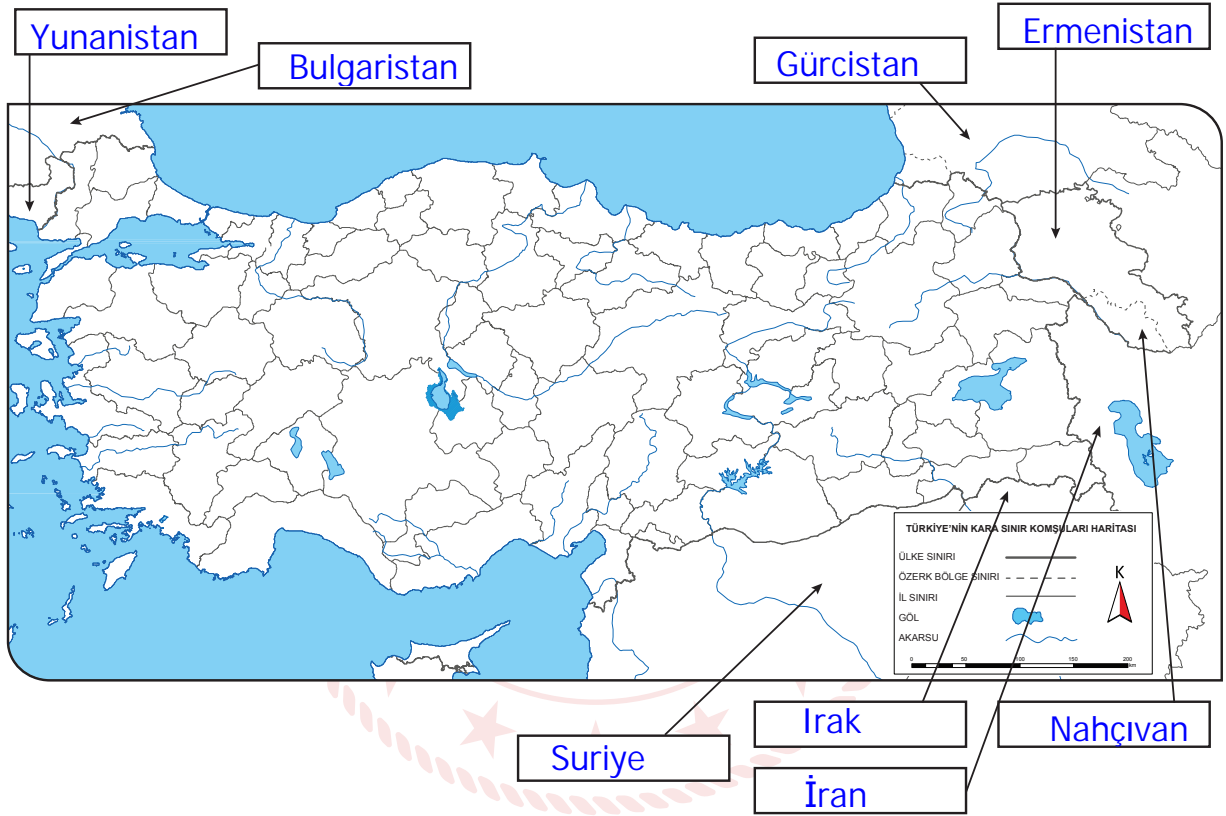 Yunanistan
Bulgaristan
Gürcistan
Ermenistan
TÜRKİYE'NİN KARA SINIR KOMŞULARI HARİTASI
ÜLKE SINIRI
ÖZERK BÖLGE SINIRI
İL SINIRI
GÖL
AKARSU
K
0 50 100 150 200
km
Suriye
Irak
İran
Nahçıvan